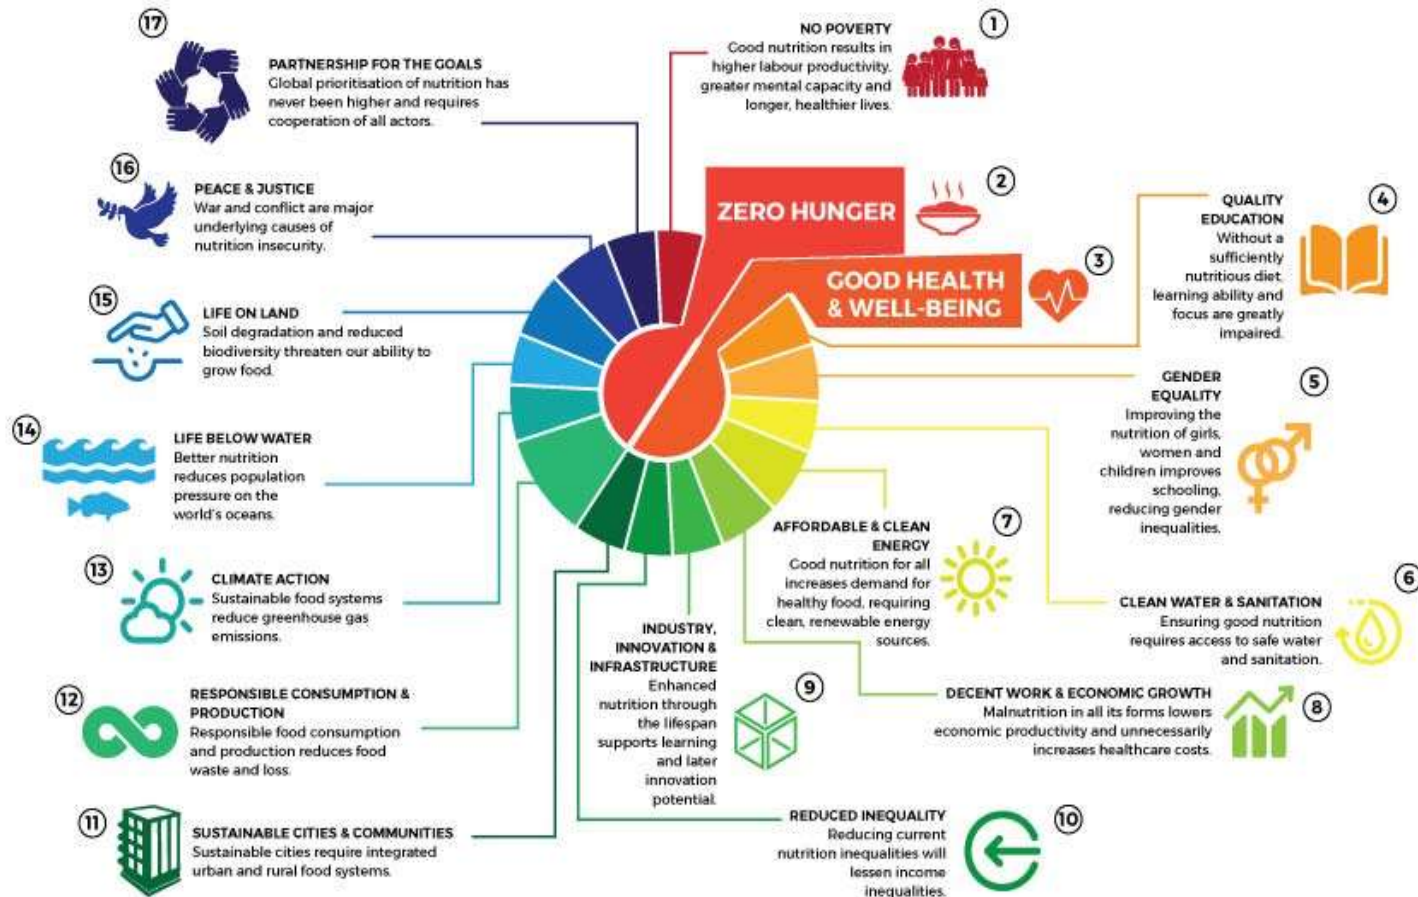 1
NO POVERTY
Good nutrition results in
higher labour productivity,
greater mental capacity and
longer, healthier lives.
2
ZERO HUNGER
3
GOOD HEALTH
& WELL-BEING
4
QUALITY
EDUCATION
Without a
sufficiently
nutritious diet,
learning ability and
focus are greatly
impaired.
5
GENDER
EQUALITY
Improving the
nutrition of girls,
women and
children improves
schooling,
reducing gender
inequalities.
6
CLEAN WATER & SANITATION
Ensuring good nutrition
requires access to safe water
and sanitation.
7
AFFORDABLE & CLEAN
ENERGY
Good nutrition for all
increases demand for
healthy food, requiring
clean, renewable energy
sources.
8
DECENT WORK & ECONOMIC GROWTH
Malnutrition in all its forms lowers
economic productivity and unnecessarily
increases healthcare costs.
9
INDUSTRY,
INNOVATION &
INFRASTRUCTURE
Enhanced
nutrition through
the lifespan
supports learning
and later
innovation
potential.
10
REDUCED INEQUALITY
Reducing current
nutrition inequalities will
lessen income
inequalities.
11
SUSTAINABLE CITIES & COMMUNITIES
Sustainable cities require integrated
urban and rural food systems.
12
RESPONSIBLE CONSUMPTION &
PRODUCTION
Responsible food consumption
and production reduces food
waste and loss.
13
CLIMATE ACTION
Sustainable food systems
reduce greenhouse gas
emissions.
14
LIFE BELOW WATER
Better nutrition
reduces population
pressure on the
world's oceans.
15
LIFE ON LAND
Soil degradation and reduced
biodiversity threaten our ability to
grow food.
16
PEACE & JUSTICE
War and conflict are major
underlying causes of
nutrition insecurity.
17
PARTNERSHIP FOR THE GOALS
Global prioritisation of nutrition has
never been higher and requires
cooperation of all actors.